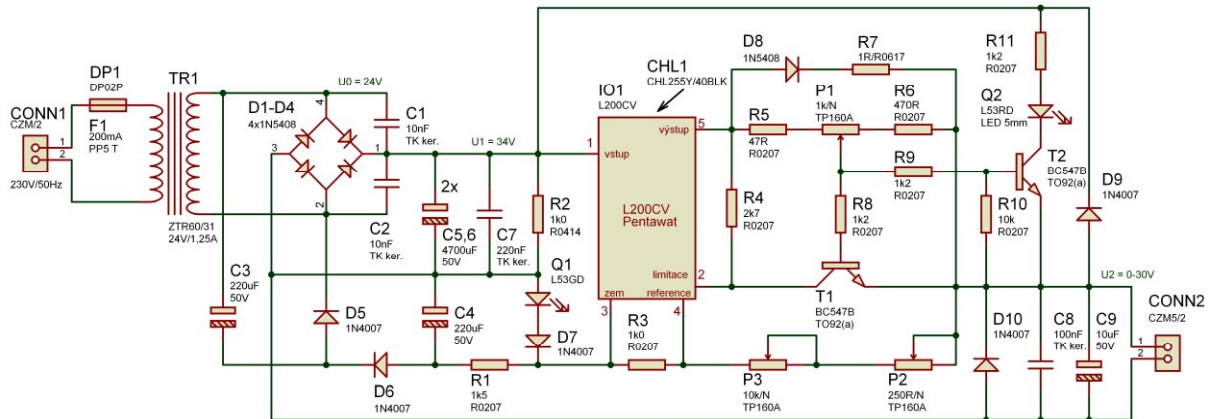 CONN1
CZM/2
1
2
230V/50Hz
DP1
DP02P
F1
200mA
PP5 T
TR1
ZTR60/31
24V/1,25A
U0 = 24V
D1-D4
4x1N5408
4
3
1
2
C1
10nF
TK ker.
C2
10nF
TK ker.
U1 = 34V
2x
C5,6
4700uF
50V
C7
220nF
TK ker.
R2
1k0
R0414
C3
220uF
50V
D5
1N4007
C4
220uF
50V
Q1
L53GD
D7
1N4007
D6
1N4007
R1
1k5
R0207
CHL1
CHL255Y/40BLK
IO1
L200CV
1
vstup
výstup
5
L200CV
Pentawat
limitace
2
zem
reference
3
4
R3
1k0
R0207
D8
1N5408
R7
1R/R0617
R5
47R
R0207
P1
1k/N
TP160A
R6
470R
R0207
R4
2k7
R0207
R8
1k2
R0207
R9
1k2
R0207
T1
BC547B
TO92(a)
P3
10k/N
TP160A
P2
250R/N
TP160A
R11
1k2
R0207
Q2
L53RD
LED 5mm
T2
BC547B
TO92(a)
R10
10k
R0207
D9
1N4007
U2 = 0-30V
D10
1N4007
C8
100nF
TK ker.
C9
10uF
50V
CONN2
CZM5/2
1
2